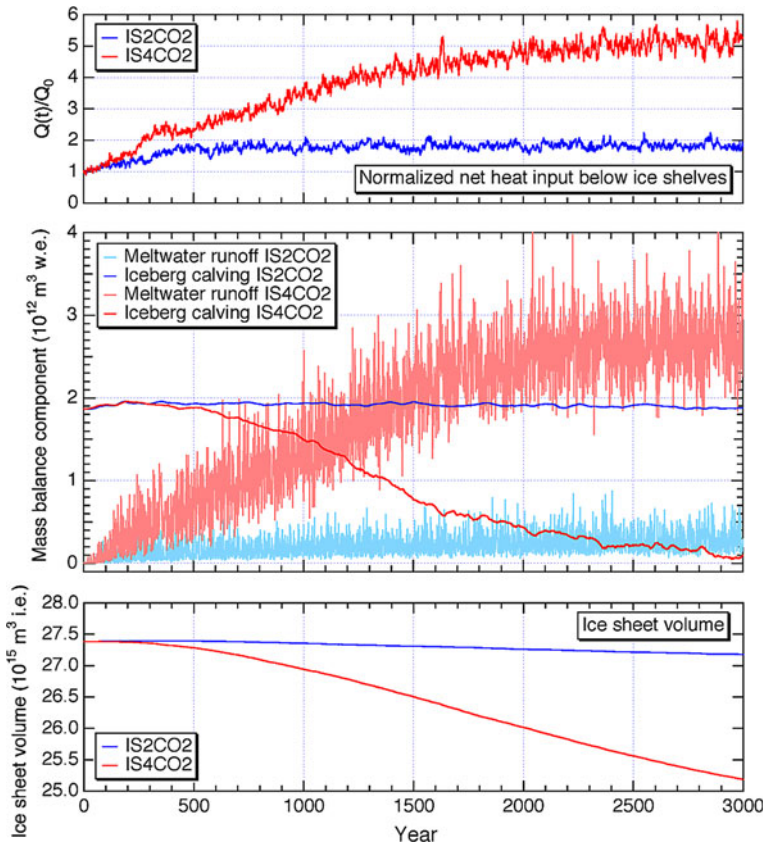 6
5
4
3
2
1
0
Q(t)/Q0
IS2CO2
IS4CO2
Normalized net heat input below ice shelves
4
3
2
1
0
Mass balance component (10^12 m^3 w.e.)
Meltwater runoff IS2CO2
Iceberg calving IS2CO2
Meltwater runoff IS4CO2
Iceberg calving IS4CO2
28.0
27.5
27.0
26.5
26.0
25.5
25.0
Ice sheet volume (10^15 m^3 i.e.)
Ice sheet volume
IS2CO2
IS4CO2
0 500 1000 1500 2000 2500 3000
Year